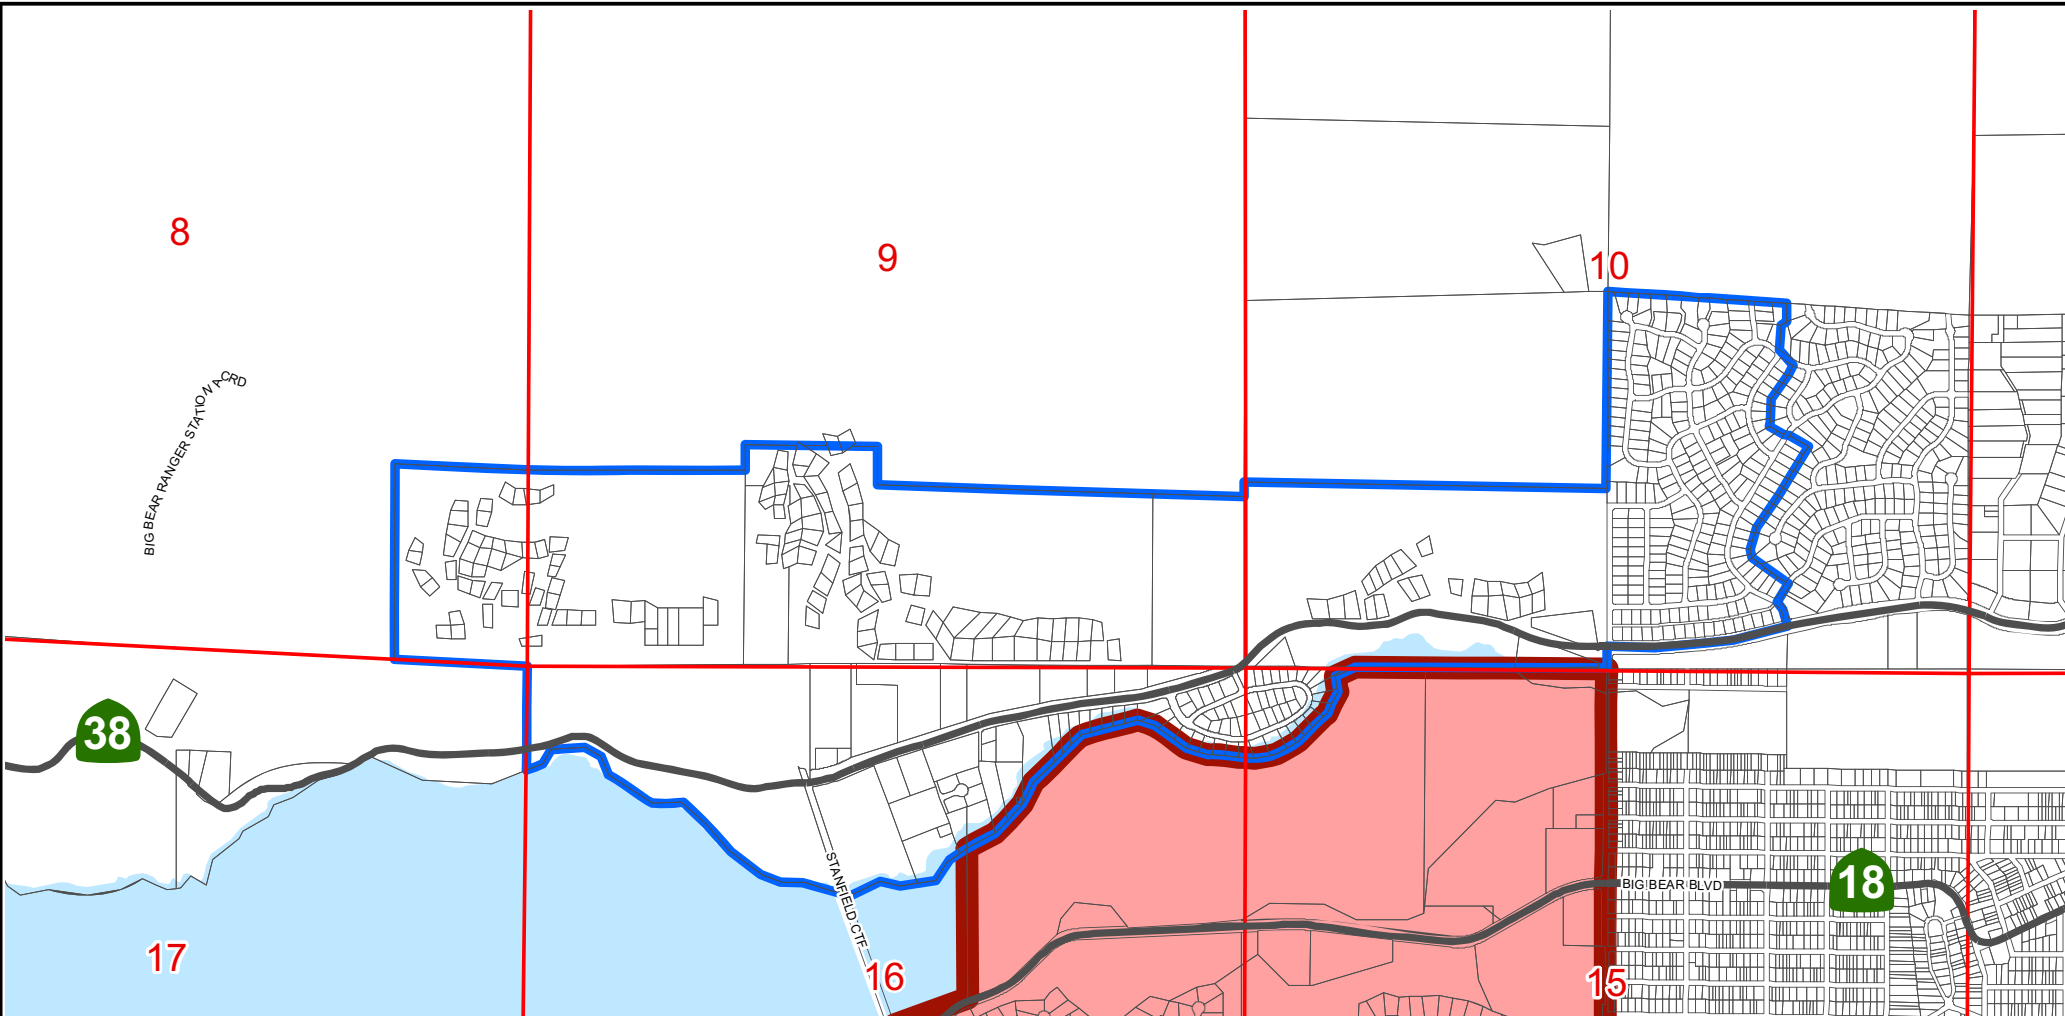 8
9
10
BIG BEAR RANGER STATION ACRD
38
STANFIELD CTF
BIG BEAR BLVD
18
17
16
15